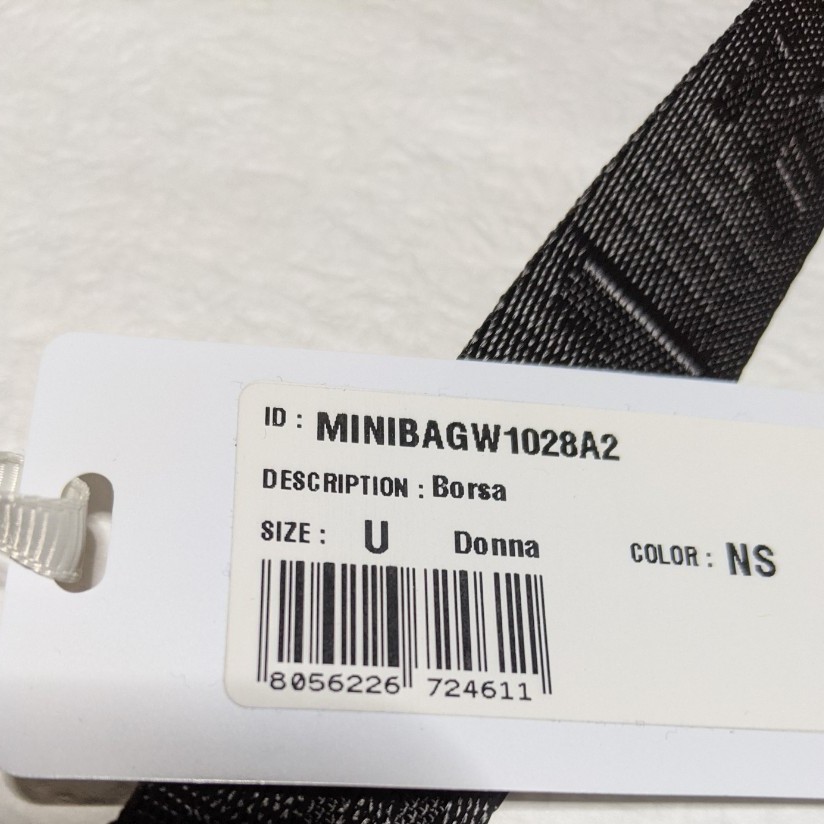 ID : MINIBAGW1028A2
DESCRIPTION : Borsa
SIZE : U Donna COLOR : NS
8056226 724611